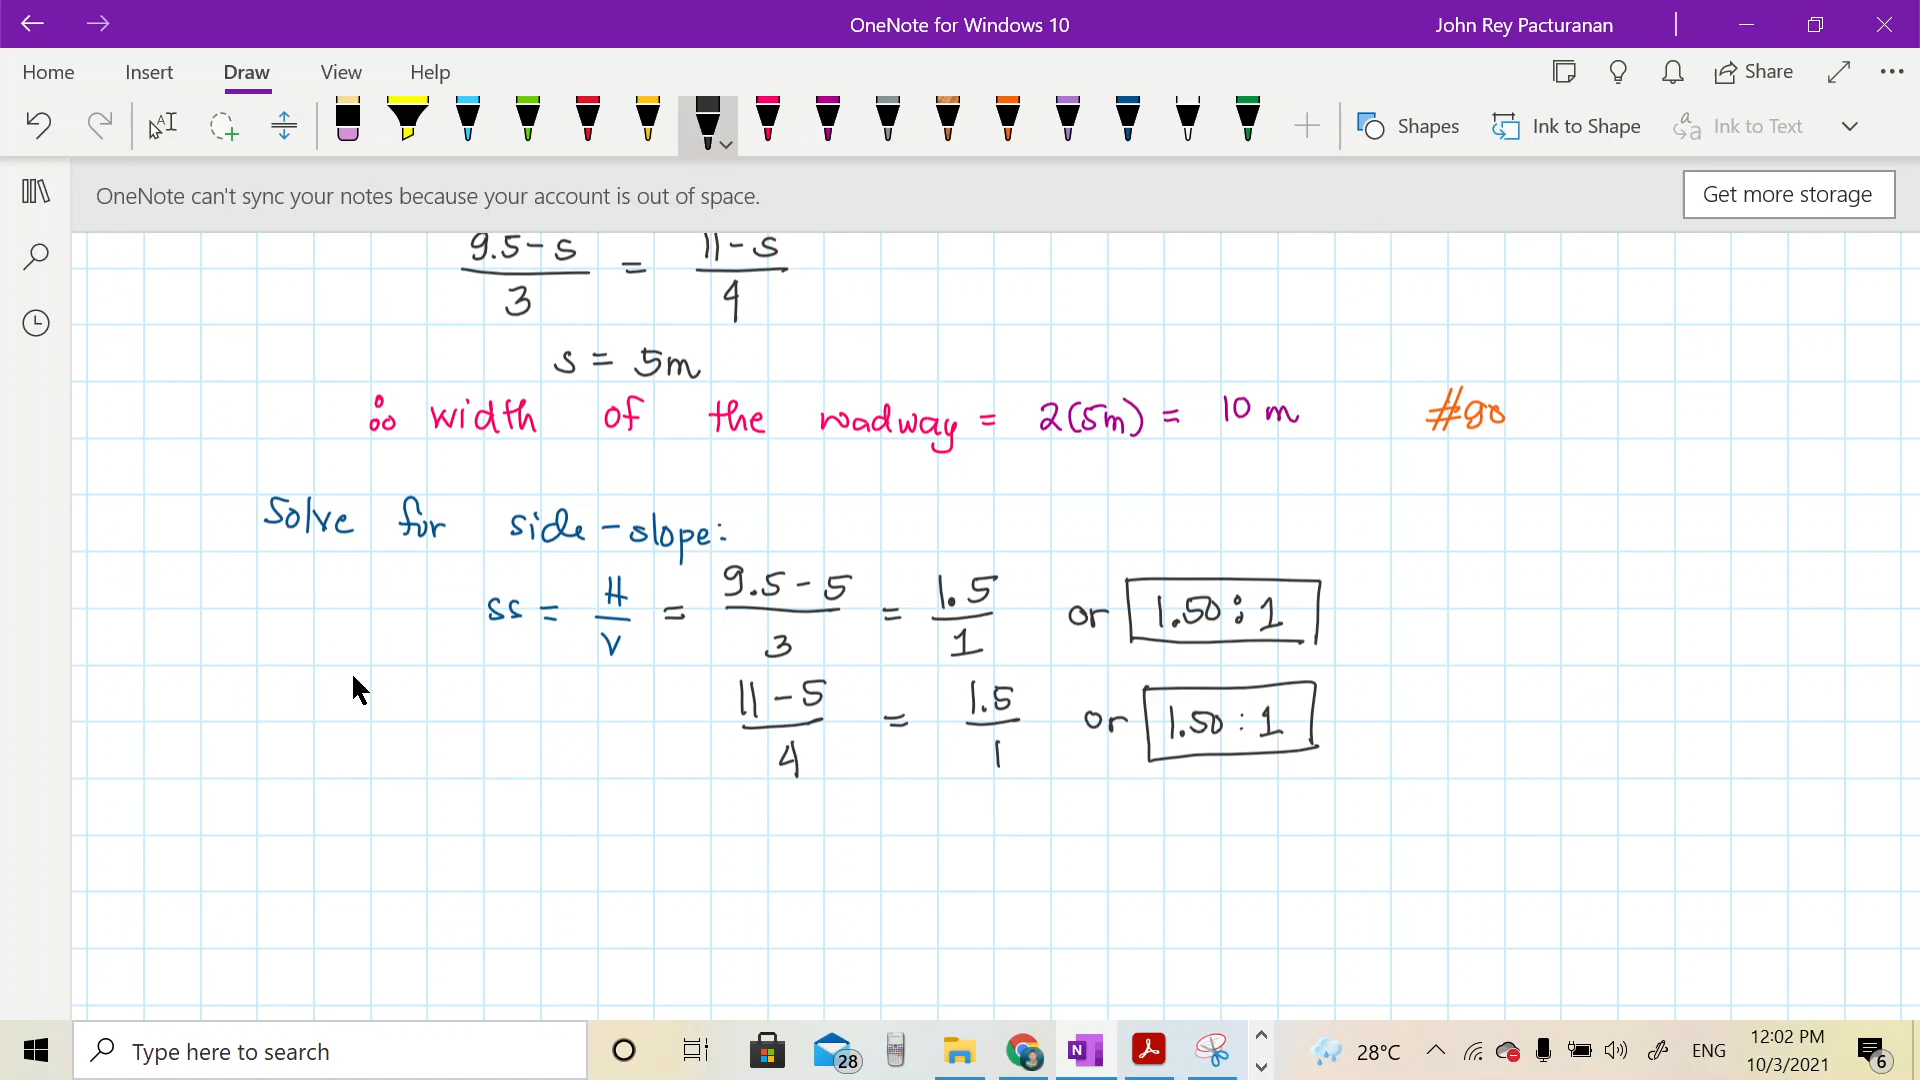 OneNote for Windows 10
John Rey Pacturanan
Home Insert Draw View Help
Share
Shapes Ink to Shape Ink to Text
OneNote can't sync your notes because your account is out of space.
Get more storage
9.5-s = 11-s
3 4
s = 5m
∴ width of the roadway = 2(5m) = 10 m
Solve for side-slope:
ss = H/V = 9.5-5/3 = 1.5/1 or 1.50:1
11-5/4 = 1.5/1 or 1.50:1
Type here to search
28
28°C
ENG
12:02 PM
10/3/2021
6